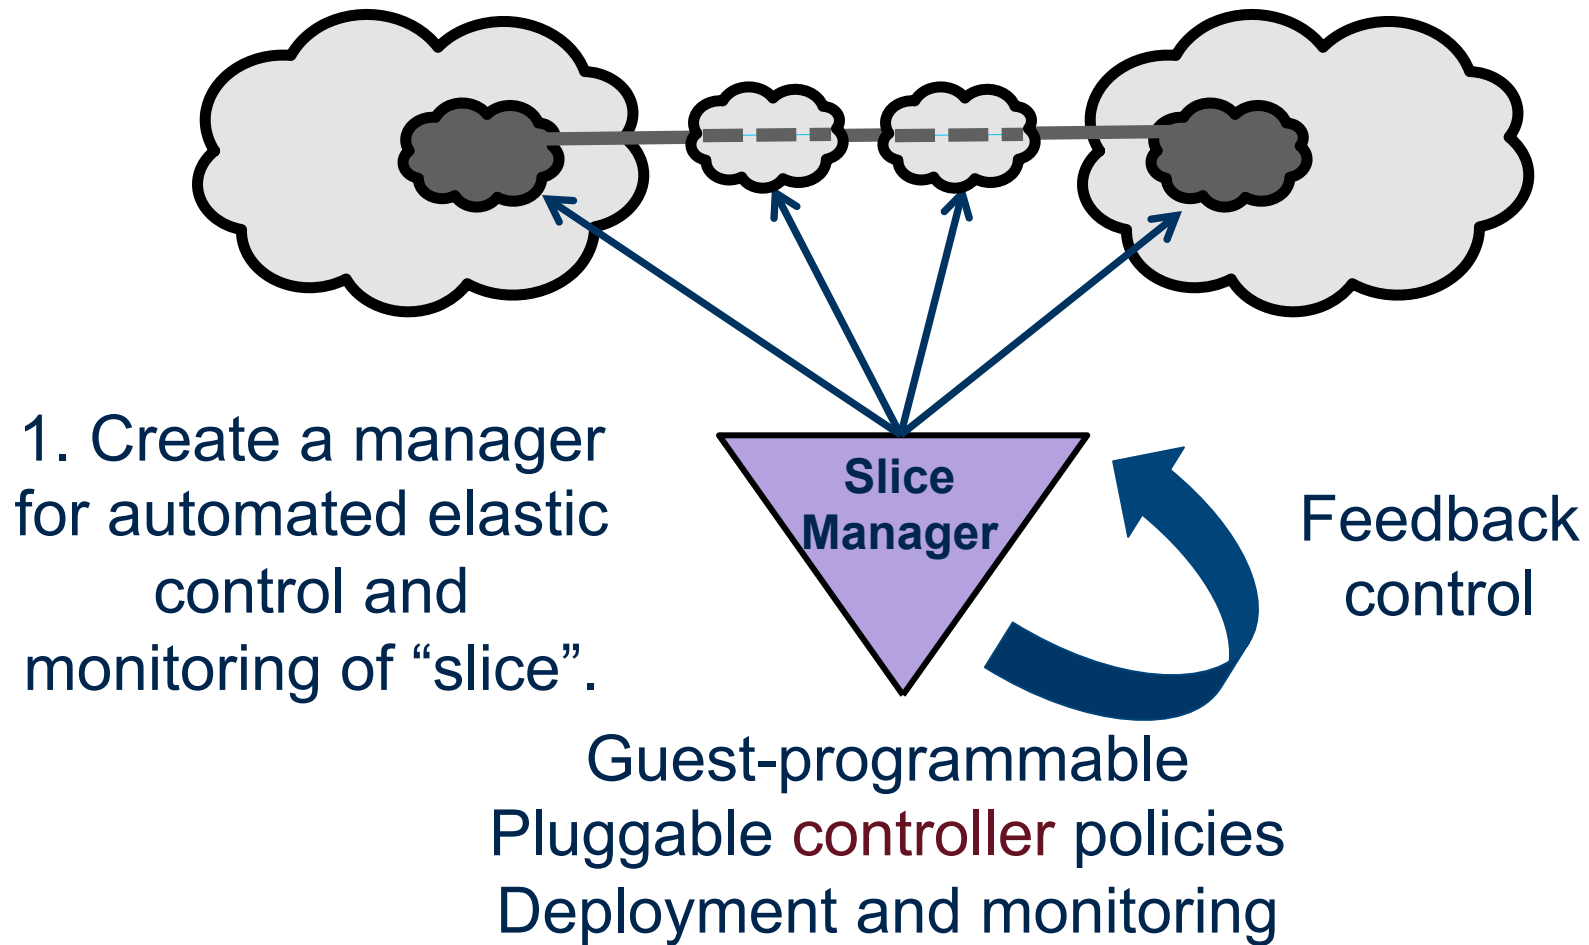 1. Create a manager
for automated elastic
control and
monitoring of “slice”.
Slice
Manager
Feedback
control
Guest-programmable
Pluggable controller policies
Deployment and monitoring